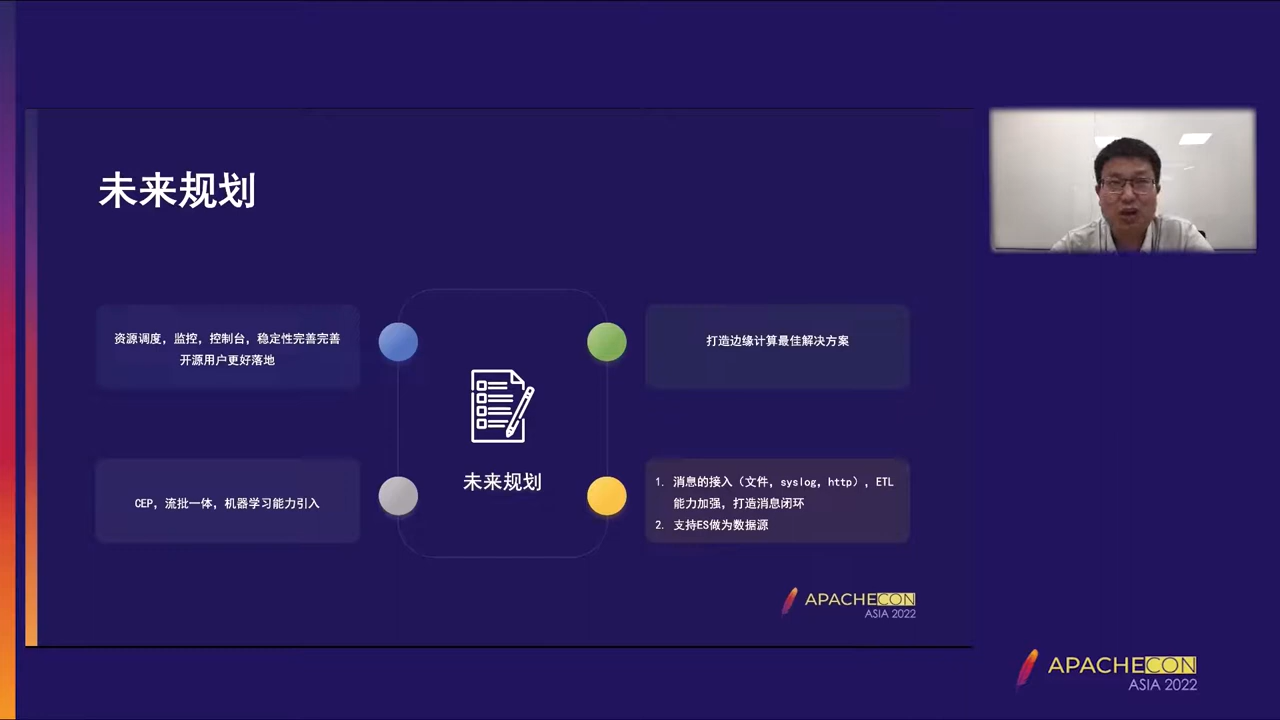 未来规划
资源调度，监控，控制台，稳定性完善完善
开源用户更好落地
打造边缘计算最佳解决方案
未来规划
CEP，流批一体，机器学习能力引入
1. 消息的接入（文件，syslog，http），ETL
能力加强，打造消息闭环
2. 支持ES做为数据源
APACHECON
ASIA 2022
APACHECON
ASIA 2022